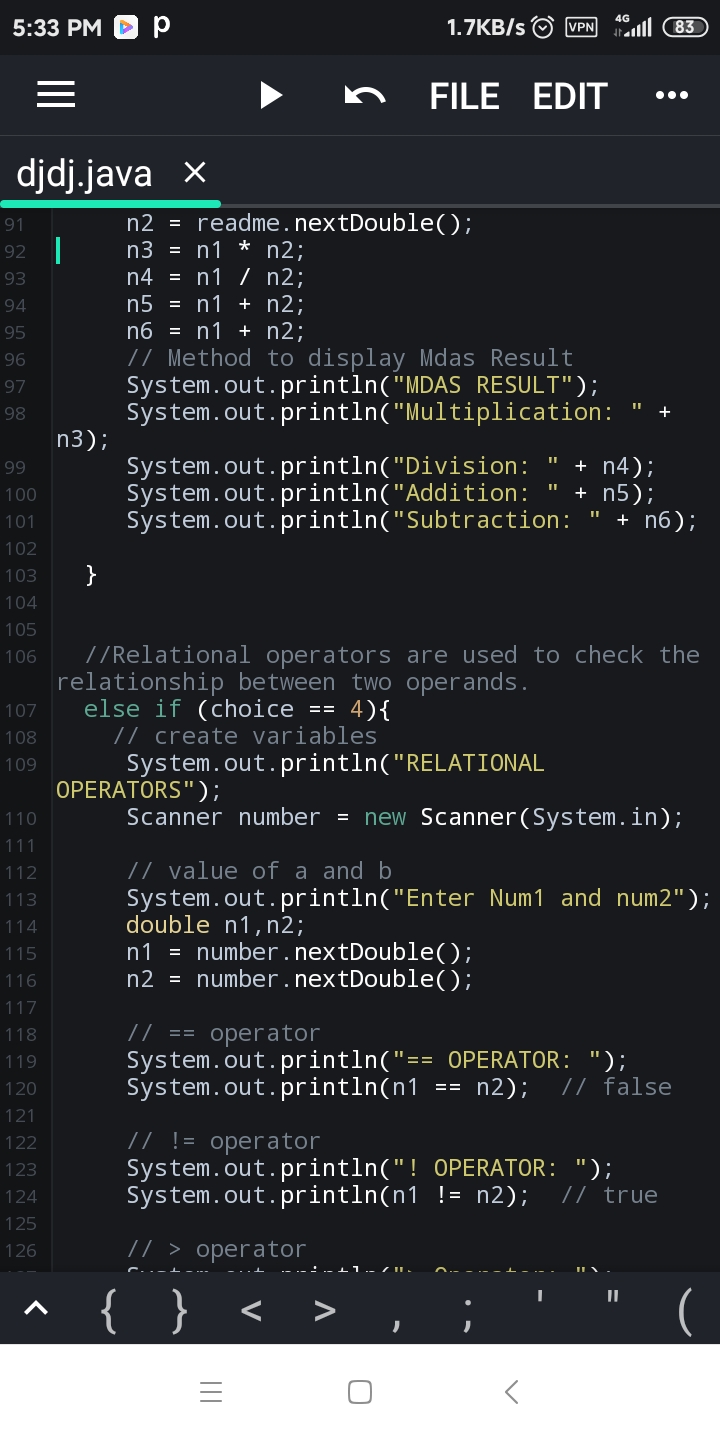 5:33 PM p 1.7KB/s VPN 4G 83
FILE EDIT
djdj.java ×
91 n2 = readme.nextDouble();
92 n3 = n1 * n2;
93 n4 = n1 / n2;
94 n5 = n1 + n2;
95 n6 = n1 + n2;
96 // Method to display Mdas Result
97 System.out.println("MDAS RESULT");
98 System.out.println("Multiplication: " +
n3);
99 System.out.println("Division: " + n4);
100 System.out.println("Addition: " + n5);
101 System.out.println("Subtraction: " + n6);
102
103 }
104
105
106 //Relational operators are used to check the
relationship between two operands.
107 else if (choice == 4){
108 // create variables
109 System.out.println("RELATIONAL
OPERATORS");
110 Scanner number = new Scanner(System.in);
111
112 // value of a and b
113 System.out.println("Enter Num1 and num2");
114 double n1,n2;
115 n1 = number.nextDouble();
116 n2 = number.nextDouble();
117
118 // == operator
119 System.out.println("== OPERATOR: ");
120 System.out.println(n1 == n2); // false
121
122 // != operator
123 System.out.println("! OPERATOR: ");
124 System.out.println(n1 != n2); // true
125
126 // > operator
{ } < > , ; ' " (